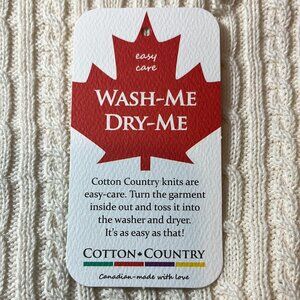 easy
care
WASH-ME
DRY-ME
Cotton Country knits are
easy-care. Turn the garment
inside out and toss it into
the washer and dryer.
It's as easy as that!
COTTON•COUNTRY
Canadian-made with love